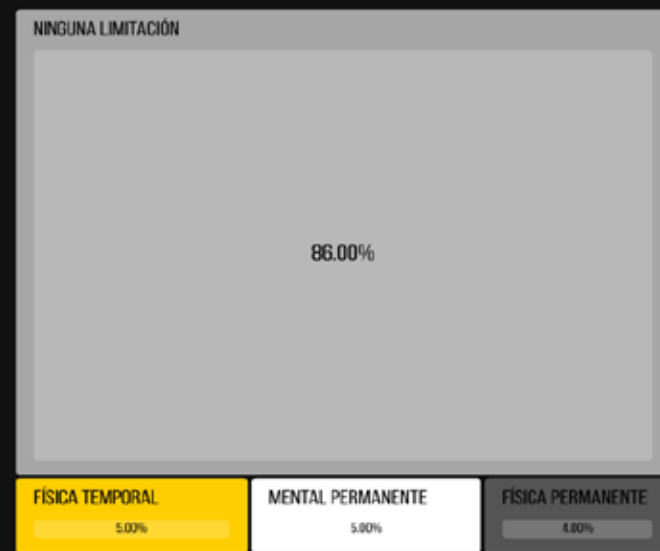 NINGUNA LIMITACIÓN
86.00%
FÍSICA TEMPORAL
5.00%
MENTAL PERMANENTE
5.00%
FÍSICA PERMANENTE
4.00%